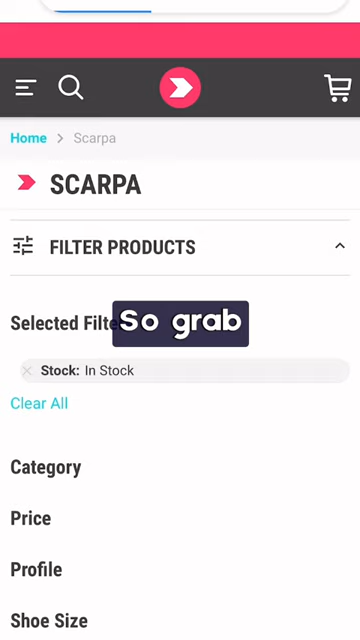 Home > Scarpa
SCARPA
FILTER PRODUCTS
Selected Filte
So grab
Stock: In Stock
Clear All
Category
Price
Profile
Shoe Size